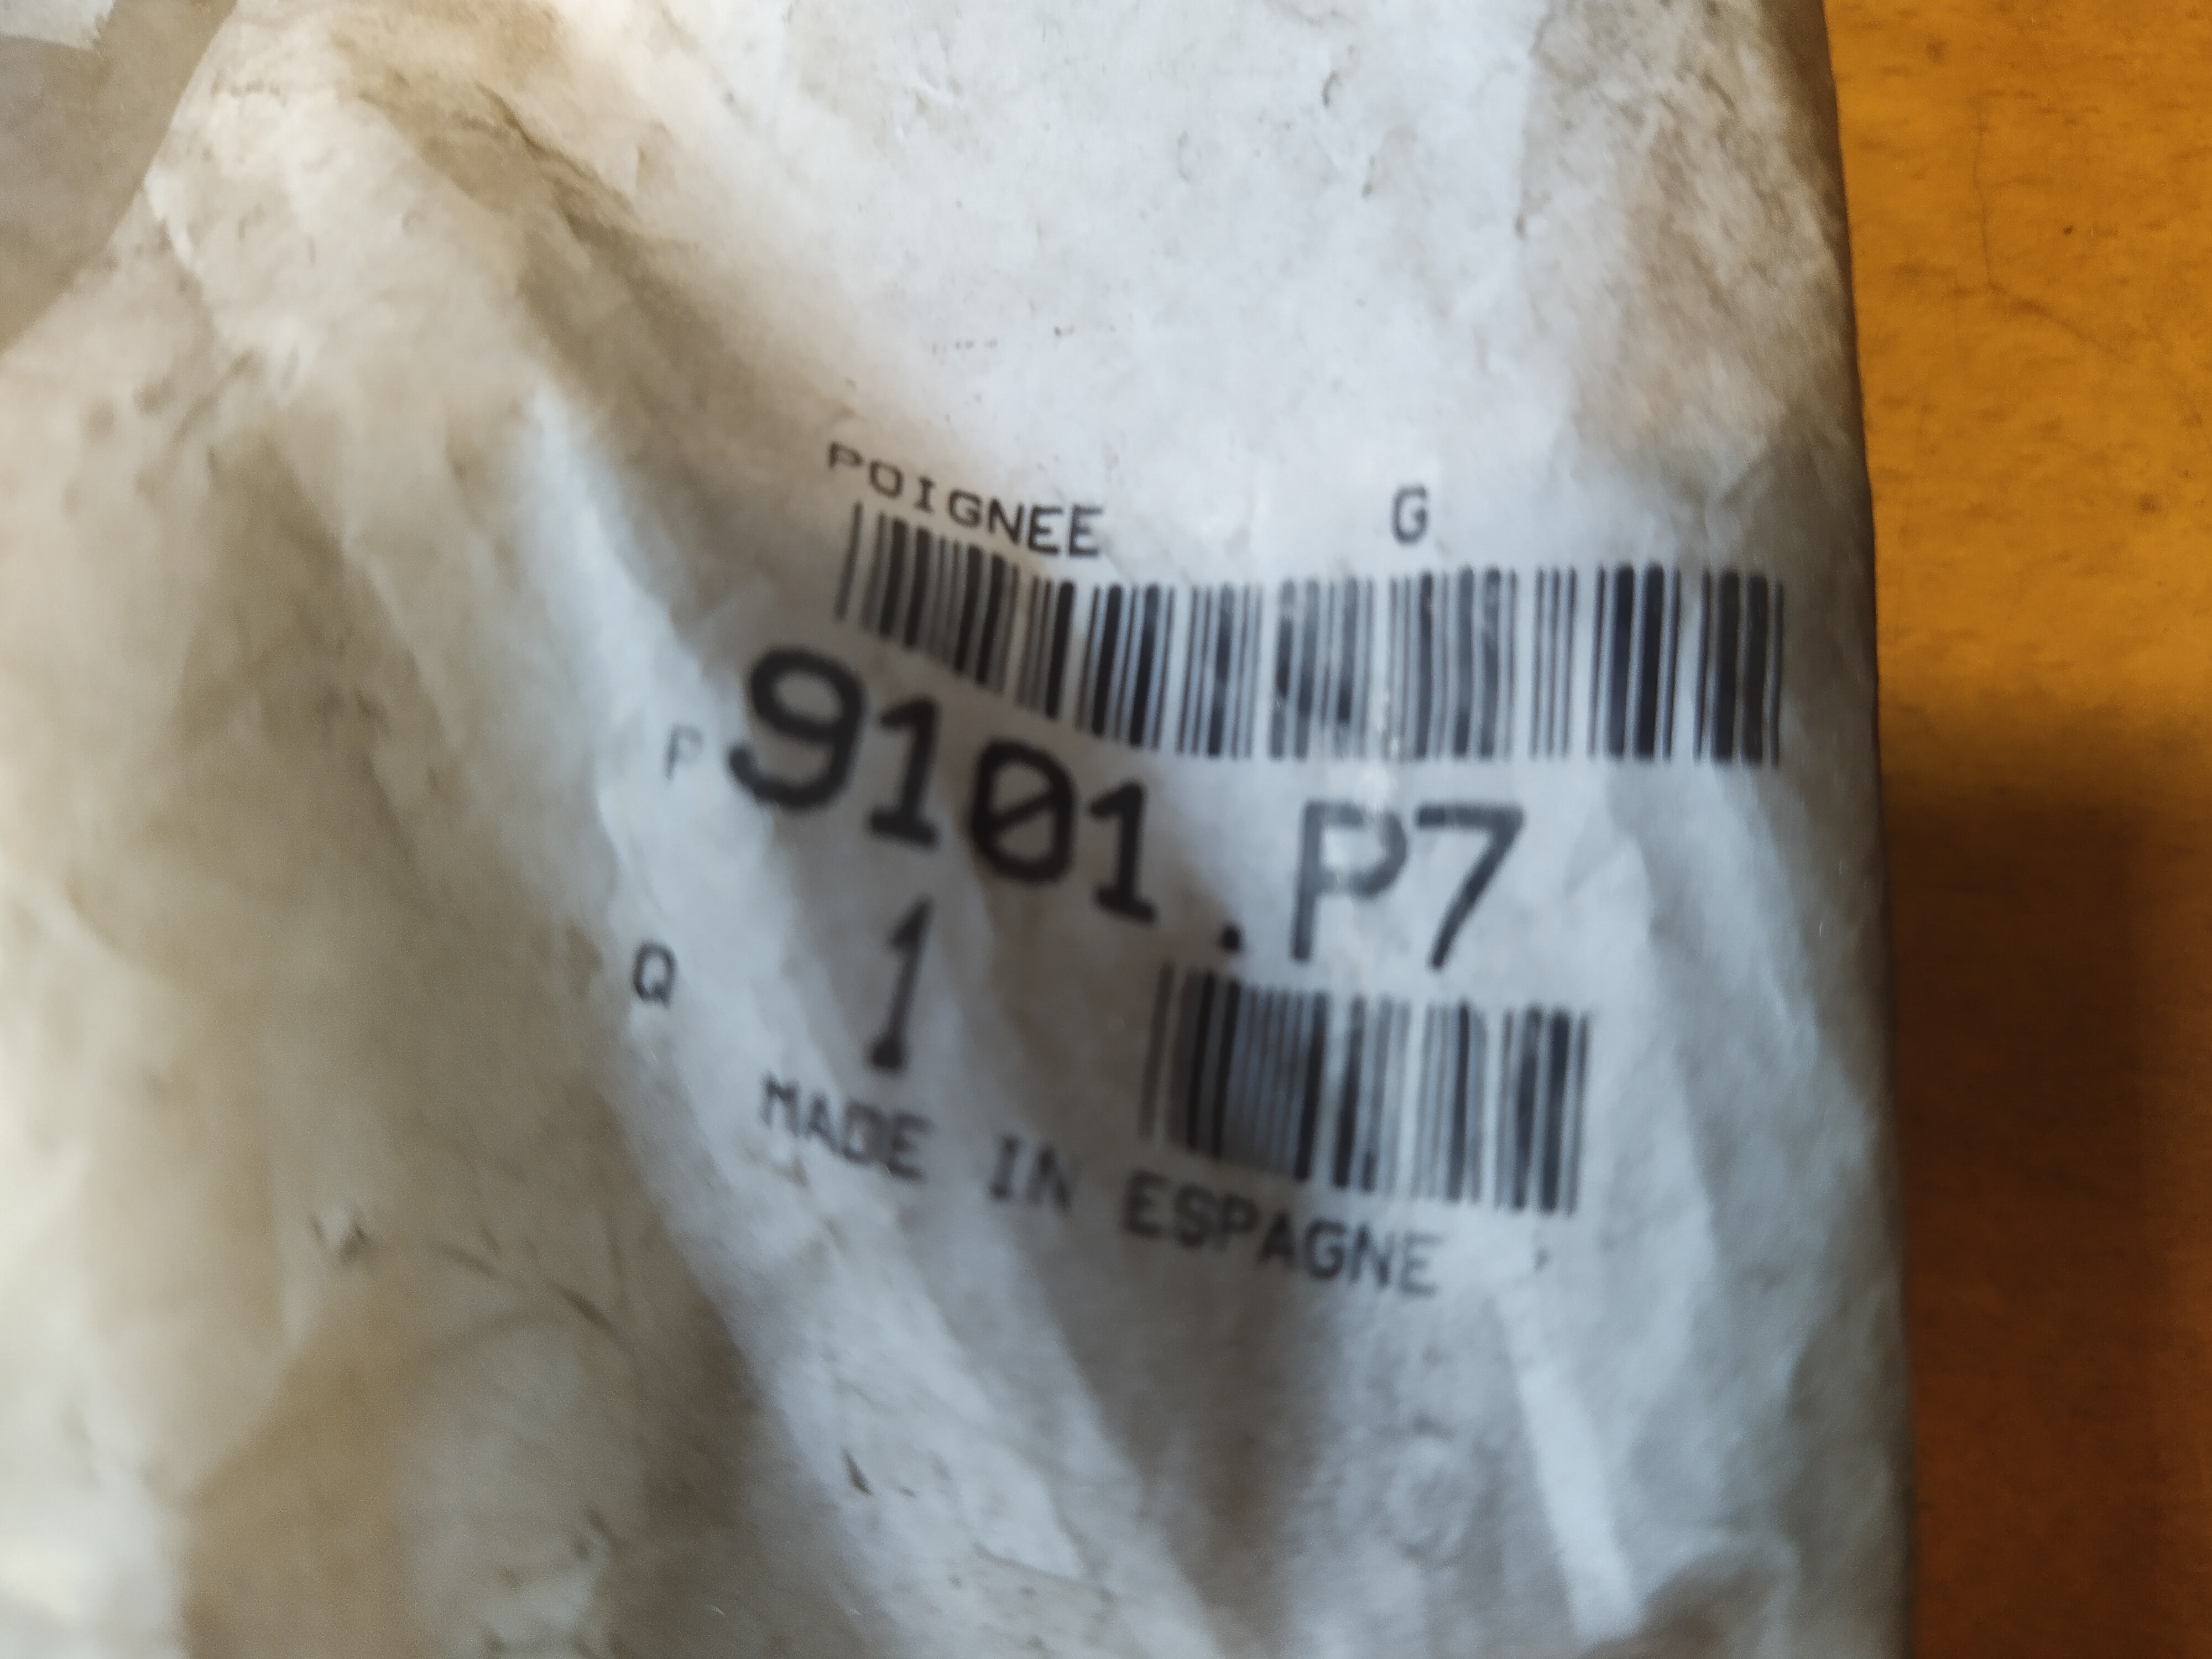 POIGNEE G
P 9101.P7
Q 1
MADE IN ESPAGNE